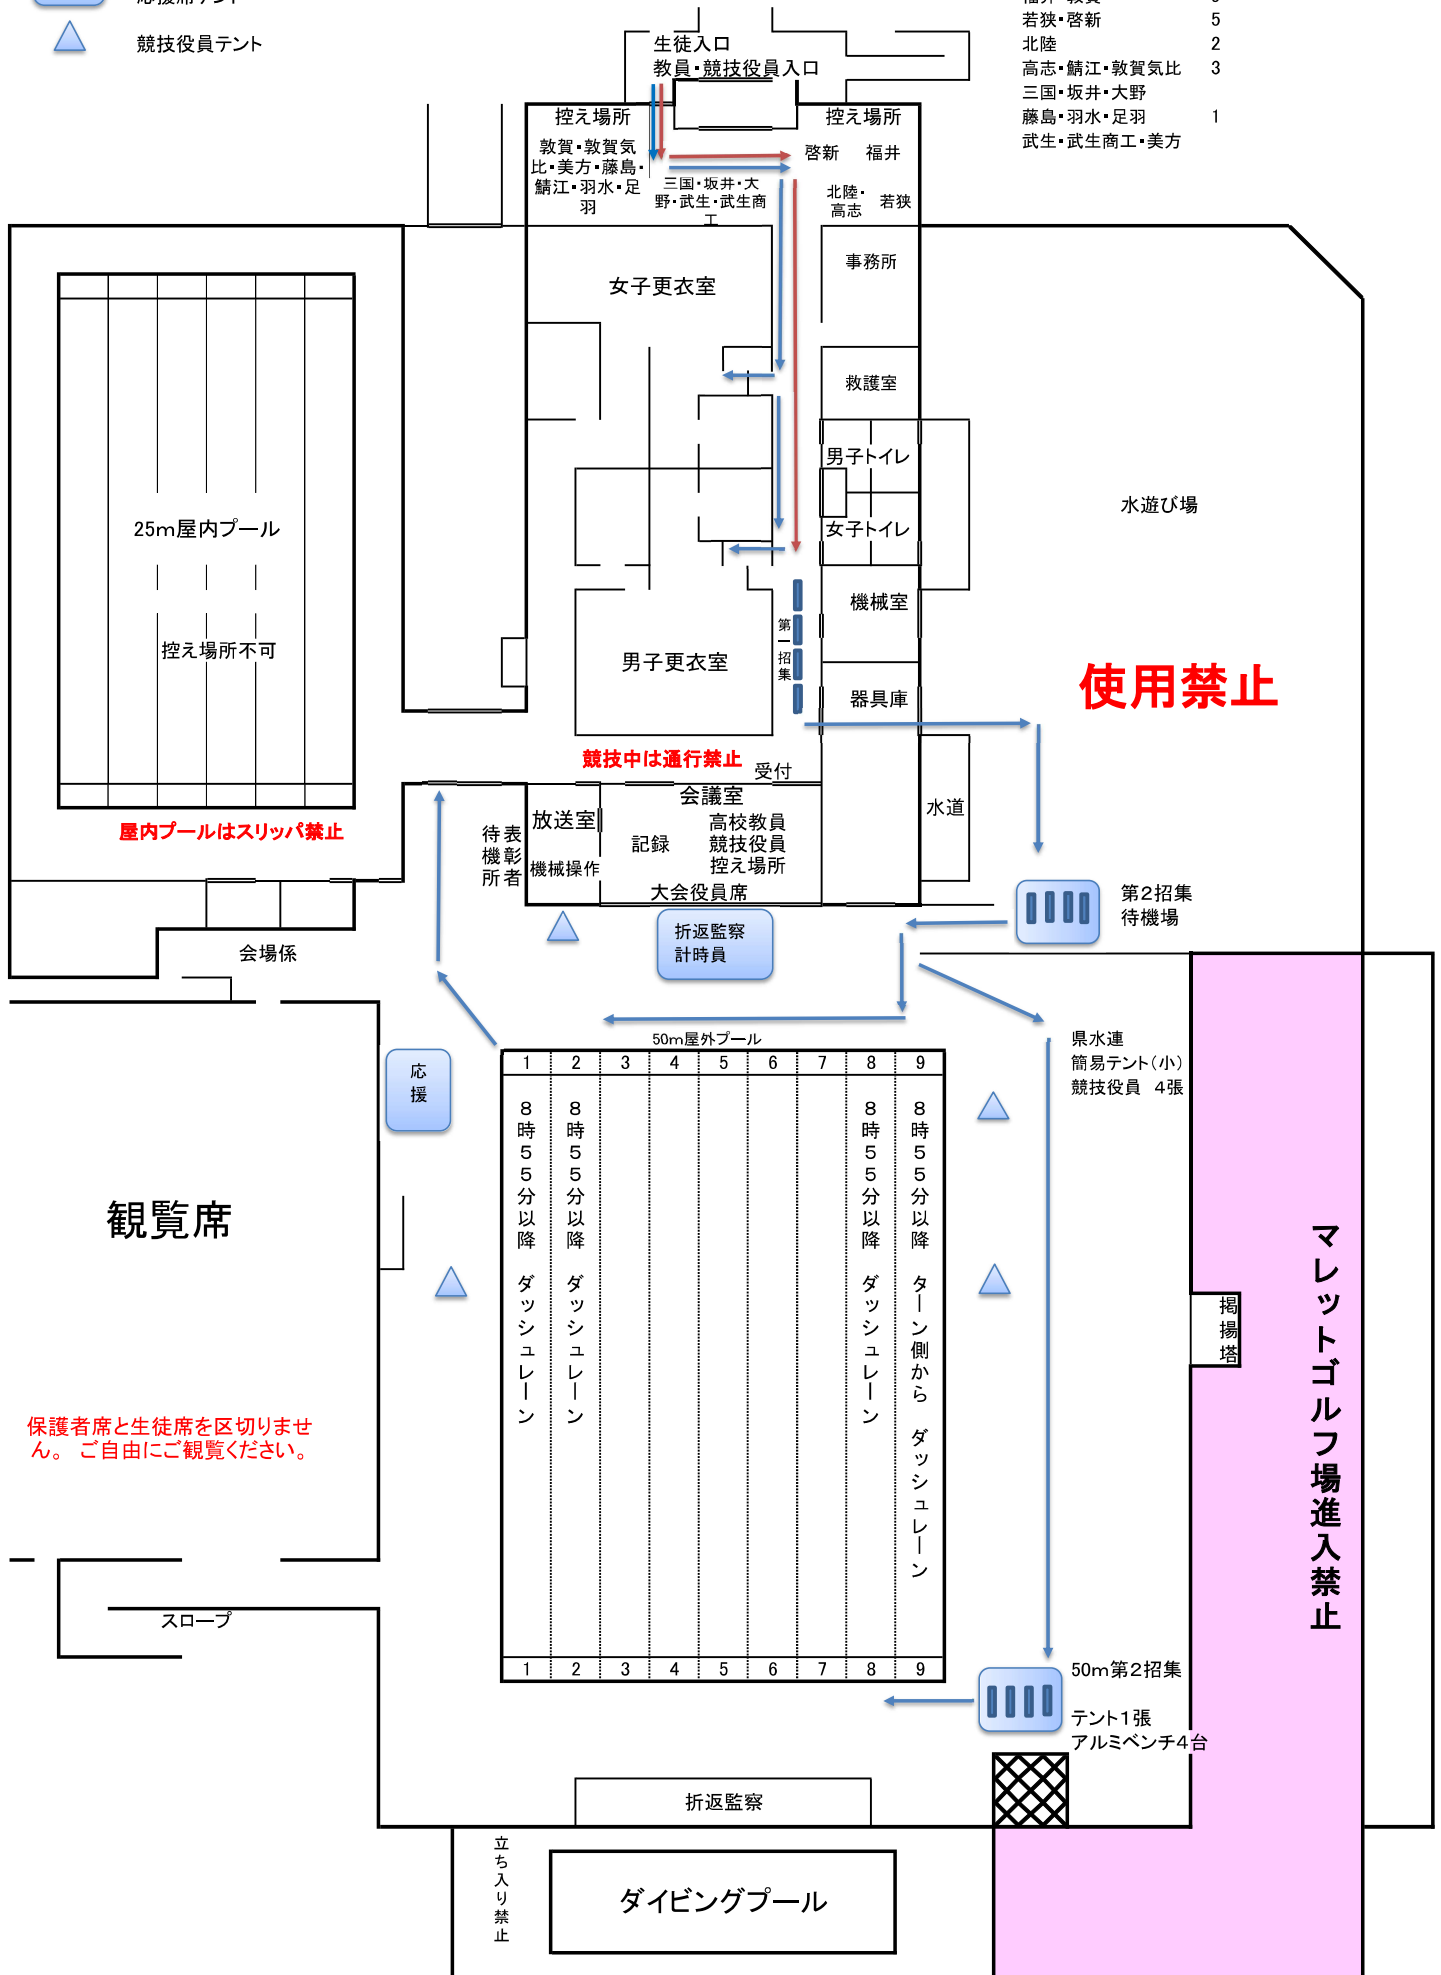 競技役員テント
若狭・啓新 5
北陸 2
高志・鯖江・敦賀気比 3
三国・坂井・大野
藤島・羽水・足羽 1
武生・武生商工・美方
生徒入口
教員・競技役員入口
控え場所
敦賀・敦賀気
比・美方・藤島・
鯖江・羽水・足
羽
三国・坂井・大
野・武生・武生商
工
控え場所
啓新 福井
北陸・
高志
若狭
女子更衣室
事務所
救護室
男子トイレ
女子トイレ
水遊び場
25m屋内プール
控え場所不可
機械室
第一招集
男子更衣室
器具庫
使用禁止
競技中は通行禁止
受付
屋内プールはスリッパ禁止
表彰者
待機所
放送室
機械操作
会議室
記録
高校教員
競技役員
控え場所
大会役員席
水道
第2招集
待機場
折返監察
計時員
会場係
50m屋外プール
県水連
簡易テント(小)
競技役員 4張
応
援
1 2 3 4 5 6 7 8 9
8時55分以降 ダッシュレーン
8時55分以降 ダッシュレーン
8時55分以降 ダッシュレーン
8時55分以降 ターン側から ダッシュレーン
観覧席
掲揚塔
マレットゴルフ場進入禁止
保護者席と生徒席を区切りませ
ん。 ご自由にご観覧ください。
スロープ
1 2 3 4 5 6 7 8 9
50m第2招集
テント1張
アルミベンチ4台
折返監察
立ち入り禁止
ダイビングプール